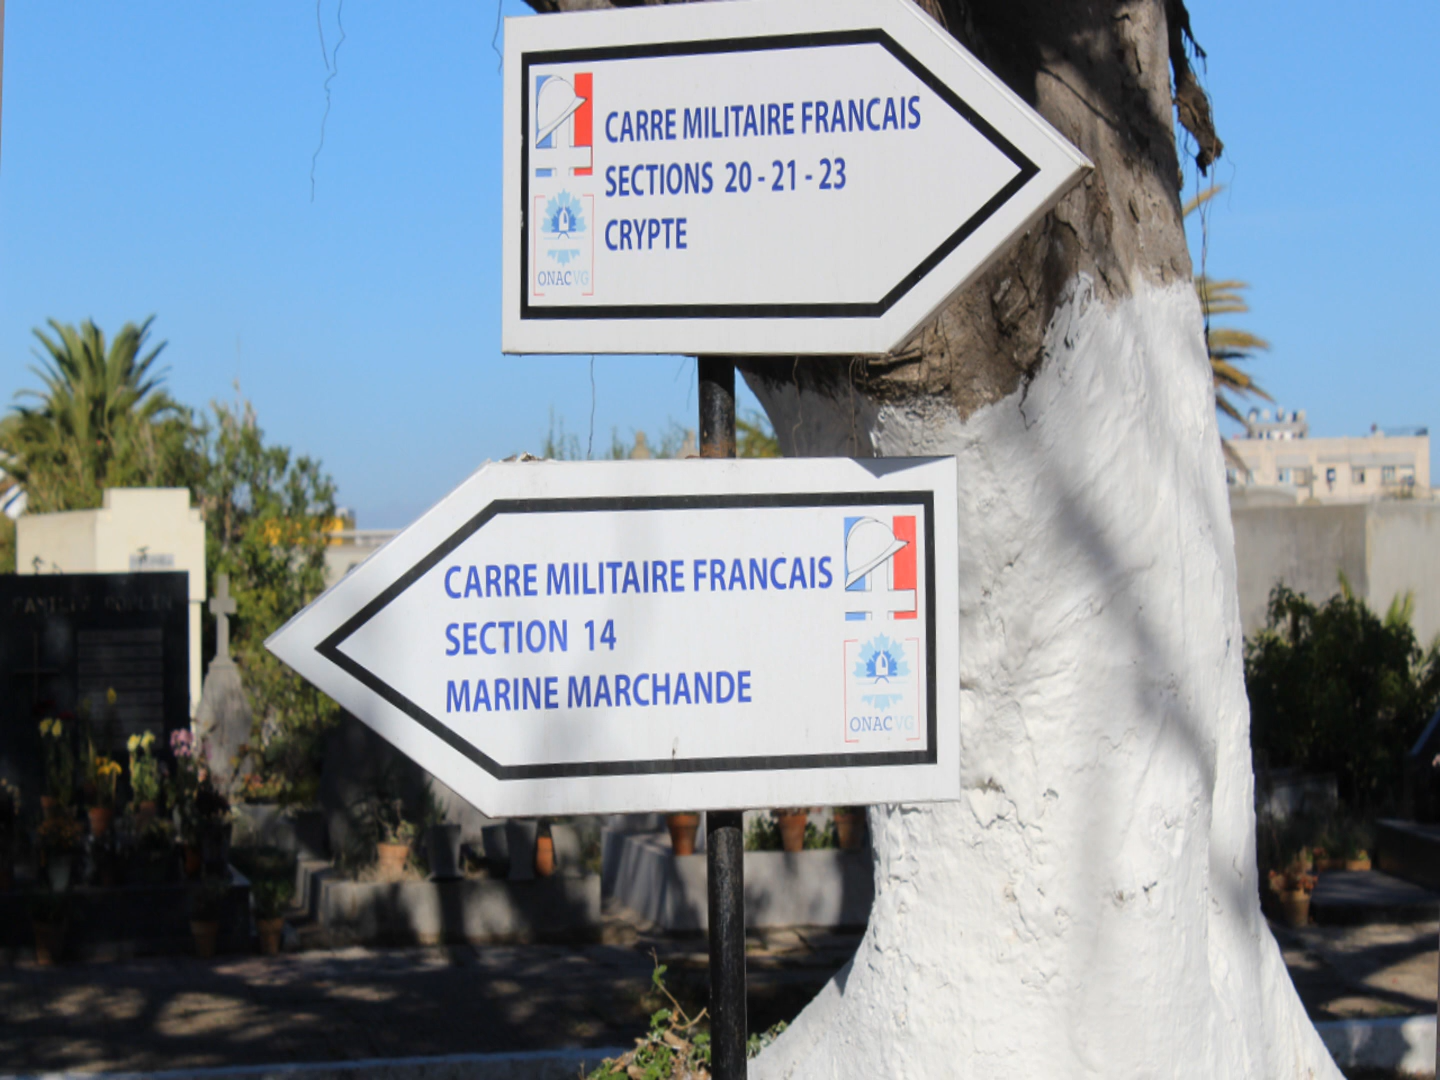 CARRE MILITAIRE FRANCAIS
SECTIONS 20 - 21 - 23
CRYPTE
ONACVG
CARRE MILITAIRE FRANCAIS
SECTION 14
MARINE MARCHANDE
ONACVG